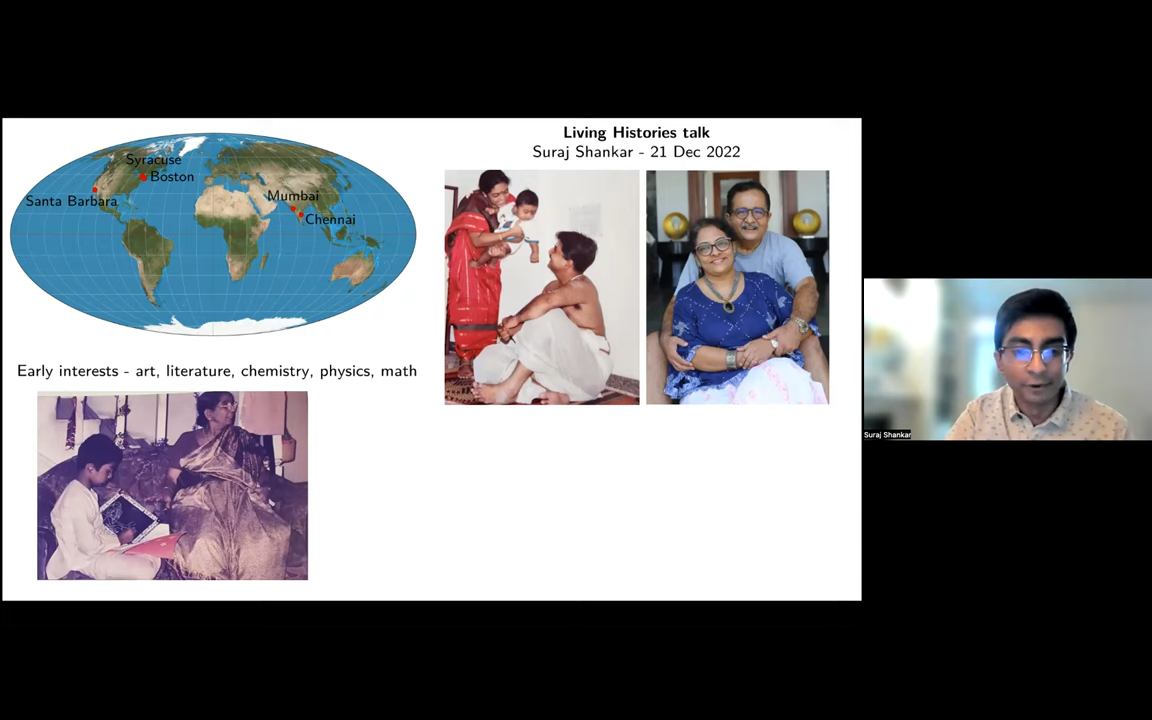 Living Histories talk
Suraj Shankar - 21 Dec 2022
Syracuse
Boston
Santa Barbara
Mumbai
Chennai
Early interests - art, literature, chemistry, physics, math
Suraj Shankar